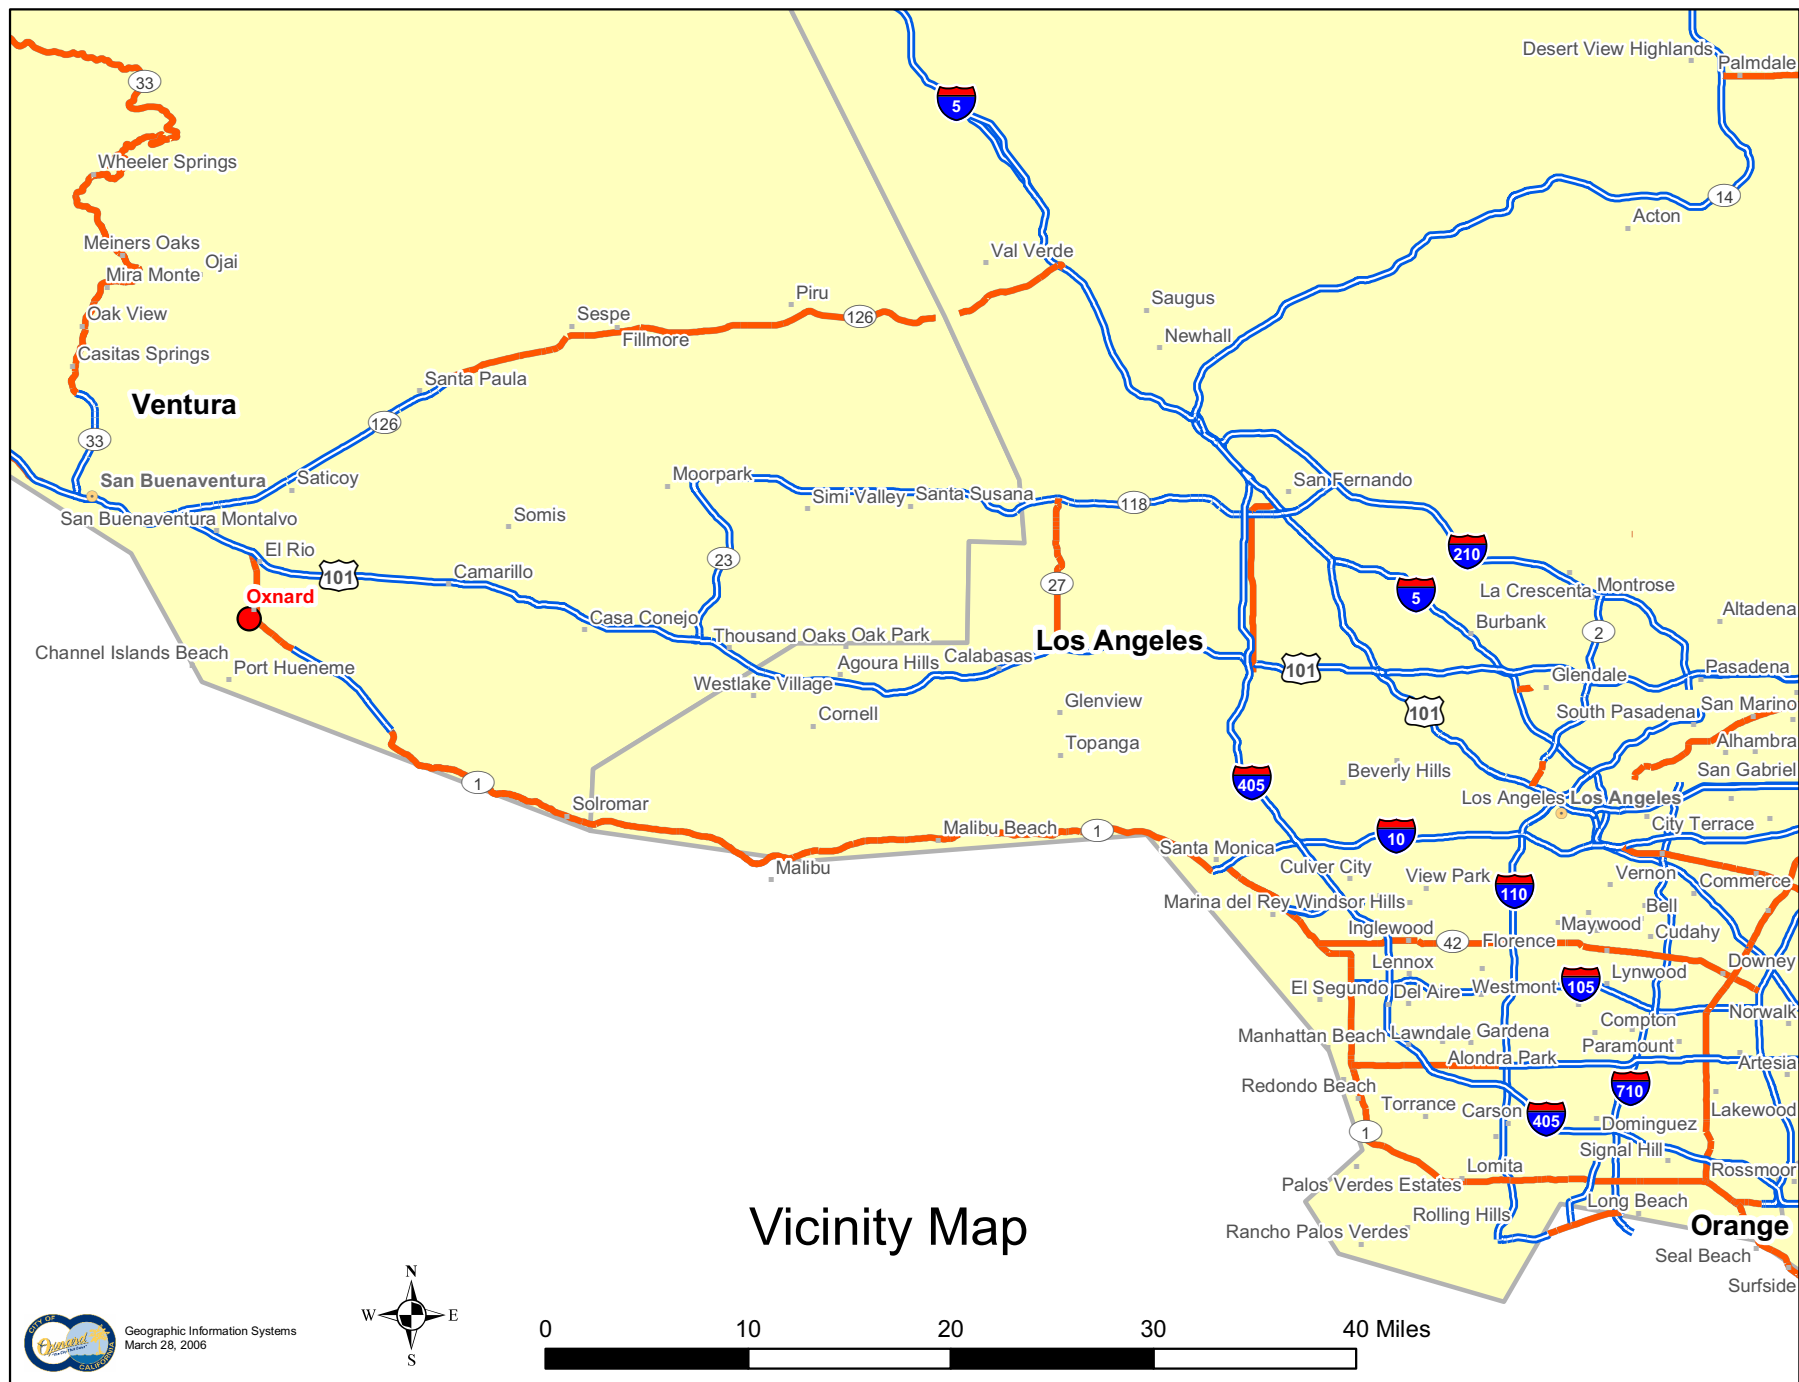 Desert View Highlands
Palmdale
33
5
Wheeler Springs
14
Acton
Meiners Oaks
Ojai
Mira Monte
Val Verde
Piru
Saugus
Oak View
Sespe
126
Fillmore
Newhall
Casitas Springs
Santa Paula
Ventura
126
33
San Buenaventura
Saticoy
Moorpark
San Fernando
Simi Valley
Santa Susana
118
San Buenaventura
Montalvo
Somis
El Rio
210
101
Camarillo
23
27
5
La Crescenta
Montrose
Oxnard
Altadena
Casa Conejo
Burbank
2
Thousand Oaks
Oak Park
Los Angeles
Channel Islands Beach
Port Hueneme
Agoura Hills
Calabasas
101
Glendale
Pasadena
Westlake Village
Glenview
101
South Pasadena
San Marino
Cornell
Topanga
Alhambra
Beverly Hills
San Gabriel
1
405
Los Angeles
Los Angeles
Solromar
Malibu Beach
1
10
City Terrace
Santa Monica
Malibu
Culver City
View Park
110
Vernon
Commerce
Marina del Rey
Windsor Hills
Bell
Inglewood
42
Florence
Maywood
Cudahy
Lennox
Downey
El Segundo
Del Aire
Westmont
105
Lynwood
Norwalk
Manhattan Beach
Lawndale
Gardena
Compton
Alondra Park
Paramount
Artesia
Redondo Beach
710
Torrance
Carson
405
Dominguez
Lakewood
1
Signal Hill
Lomita
Rossmoor
Palos Verdes Estates
Long Beach
Rolling Hills
Vicinity Map
Rancho Palos Verdes
Orange
Seal Beach
Surfside
N
W
E
S
CITY OF
Oxnard
CALIFORNIA
Geographic Information Systems
March 28, 2006
0
10
20
30
40 Miles